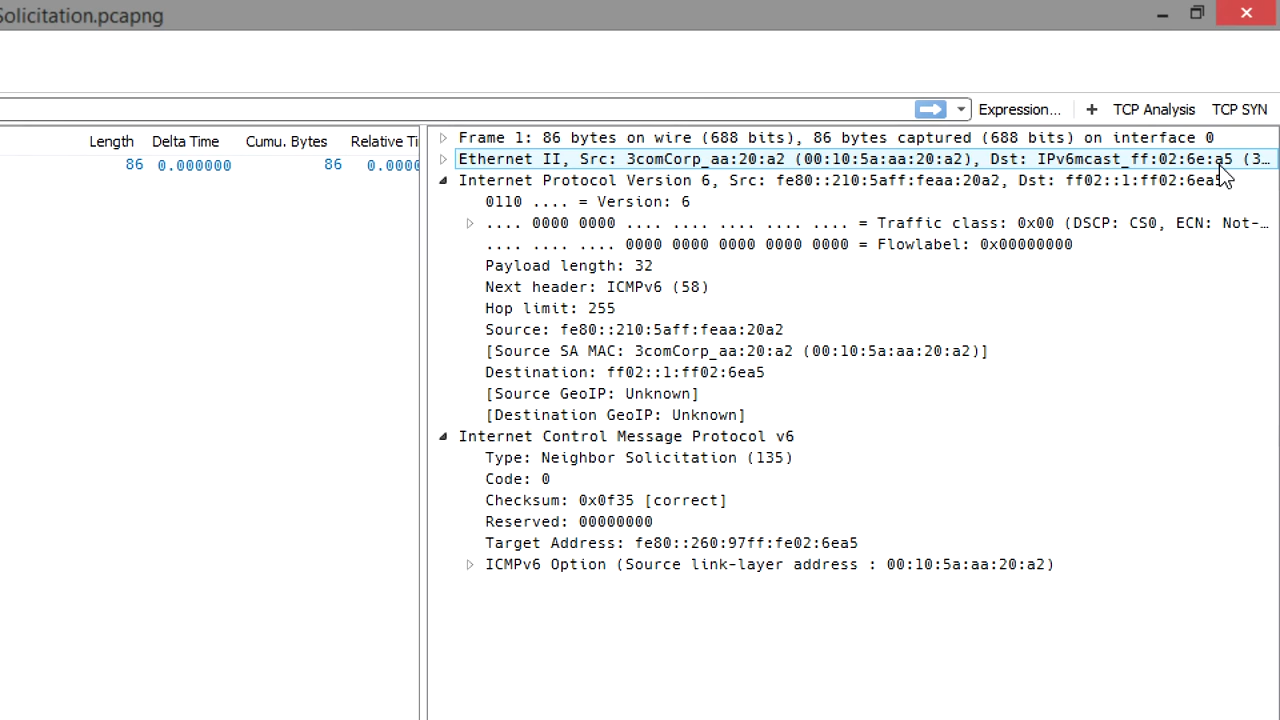 Solicitation.pcapng
Expression... + TCP Analysis TCP SYN
Length Delta Time Cumu. Bytes Relative Ti
86 0.000000 86 0.0000
Frame 1: 86 bytes on wire (688 bits), 86 bytes captured (688 bits) on interface 0
Ethernet II, Src: 3comCorp_aa:20:a2 (00:10:5a:aa:20:a2), Dst: IPv6mcast_ff:02:6e:a5 (3…
Internet Protocol Version 6, Src: fe80::210:5aff:feaa:20a2, Dst: ff02::1:ff02:6ea5
0110 .... = Version: 6
.... 0000 0000 .... .... .... .... .... = Traffic class: 0x00 (DSCP: CS0, ECN: Not-…
.... .... .... 0000 0000 0000 0000 0000 = Flowlabel: 0x00000000
Payload length: 32
Next header: ICMPv6 (58)
Hop limit: 255
Source: fe80::210:5aff:feaa:20a2
[Source SA MAC: 3comCorp_aa:20:a2 (00:10:5a:aa:20:a2)]
Destination: ff02::1:ff02:6ea5
[Source GeoIP: Unknown]
[Destination GeoIP: Unknown]
Internet Control Message Protocol v6
Type: Neighbor Solicitation (135)
Code: 0
Checksum: 0x0f35 [correct]
Reserved: 00000000
Target Address: fe80::260:97ff:fe02:6ea5
ICMPv6 Option (Source link-layer address : 00:10:5a:aa:20:a2)